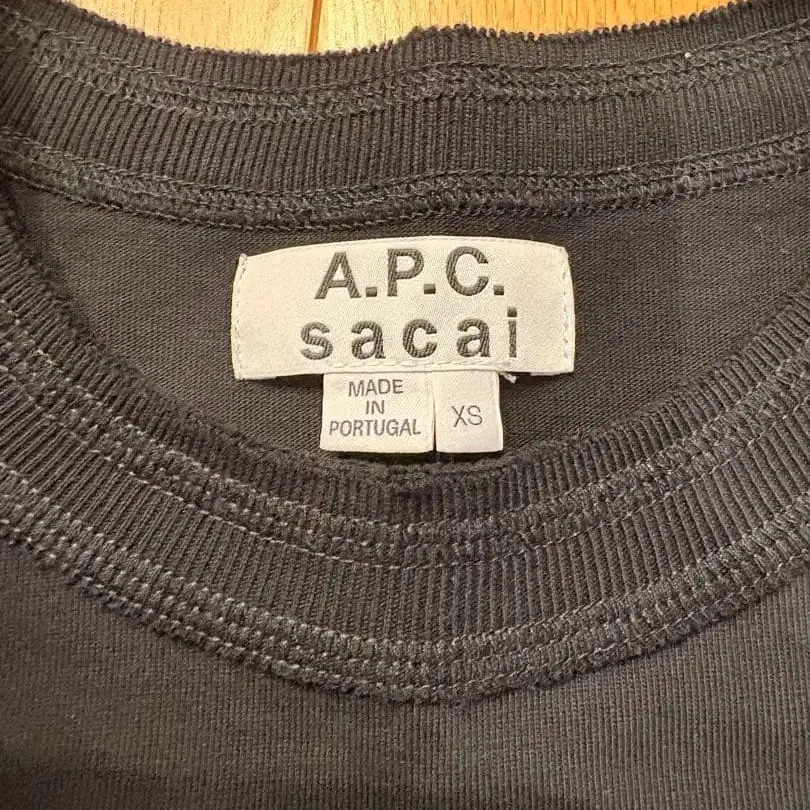 A.P.C.
sacai
MADE
IN
PORTUGAL
XS